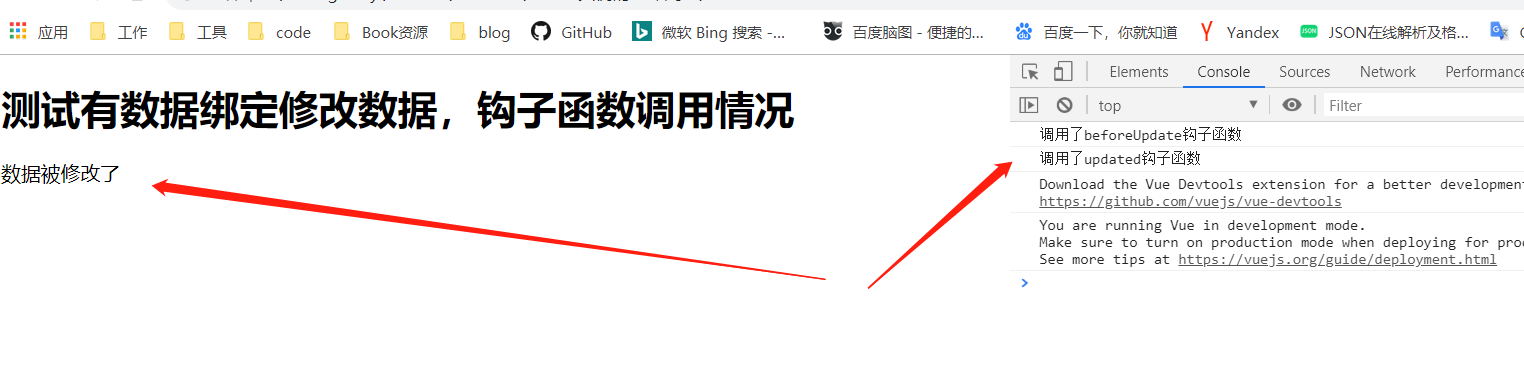 应用 工作 工具 code Book资源 blog GitHub 微软 Bing 搜索 -... 百度脑图 - 便捷的... 百度一下，你就知道 Yandex JSON JSON在线解析及格...
测试有数据绑定修改数据，钩子函数调用情况
数据被修改了
Elements Console Sources Network Performance
top Filter
调用了beforeUpdate钩子函数
调用了updated钩子函数
Download the Vue Devtools extension for a better development
https://github.com/vuejs/vue-devtools
You are running Vue in development mode.
Make sure to turn on production mode when deploying for prod
See more tips at https://vuejs.org/guide/deployment.html